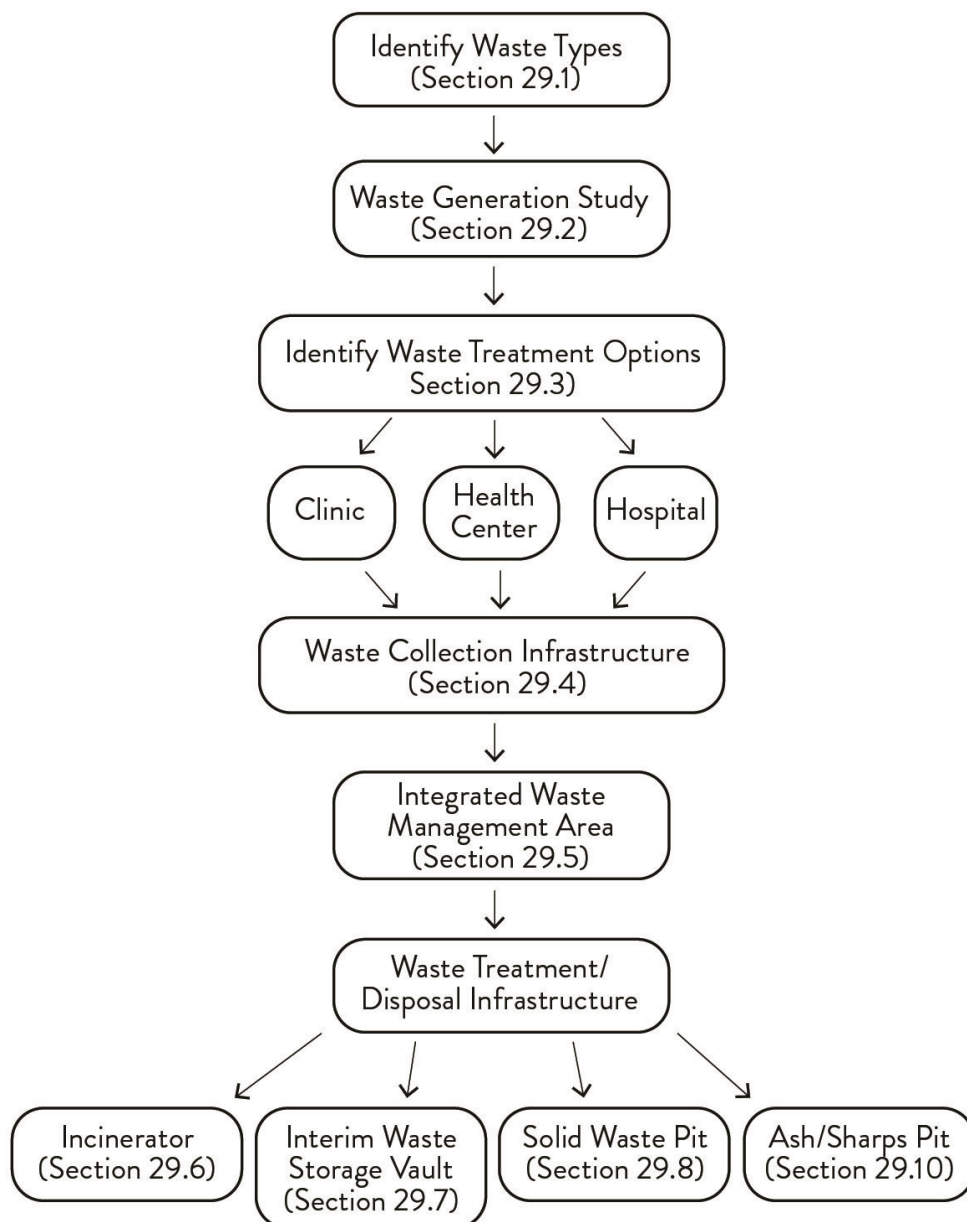 Identify Waste Types
(Section 29.1)
Waste Generation Study
(Section 29.2)
Identify Waste Treatment Options
Section 29.3)
Clinic
Health
Center
Hospital
Waste Collection Infrastructure
(Section 29.4)
Integrated Waste
Management Area
(Section 29.5)
Waste Treatment/
Disposal Infrastructure
Incinerator
(Section 29.6)
Interim Waste
Storage Vault
(Section 29.7)
Solid Waste Pit
(Section 29.8)
Ash/Sharps Pit
(Section 29.10)